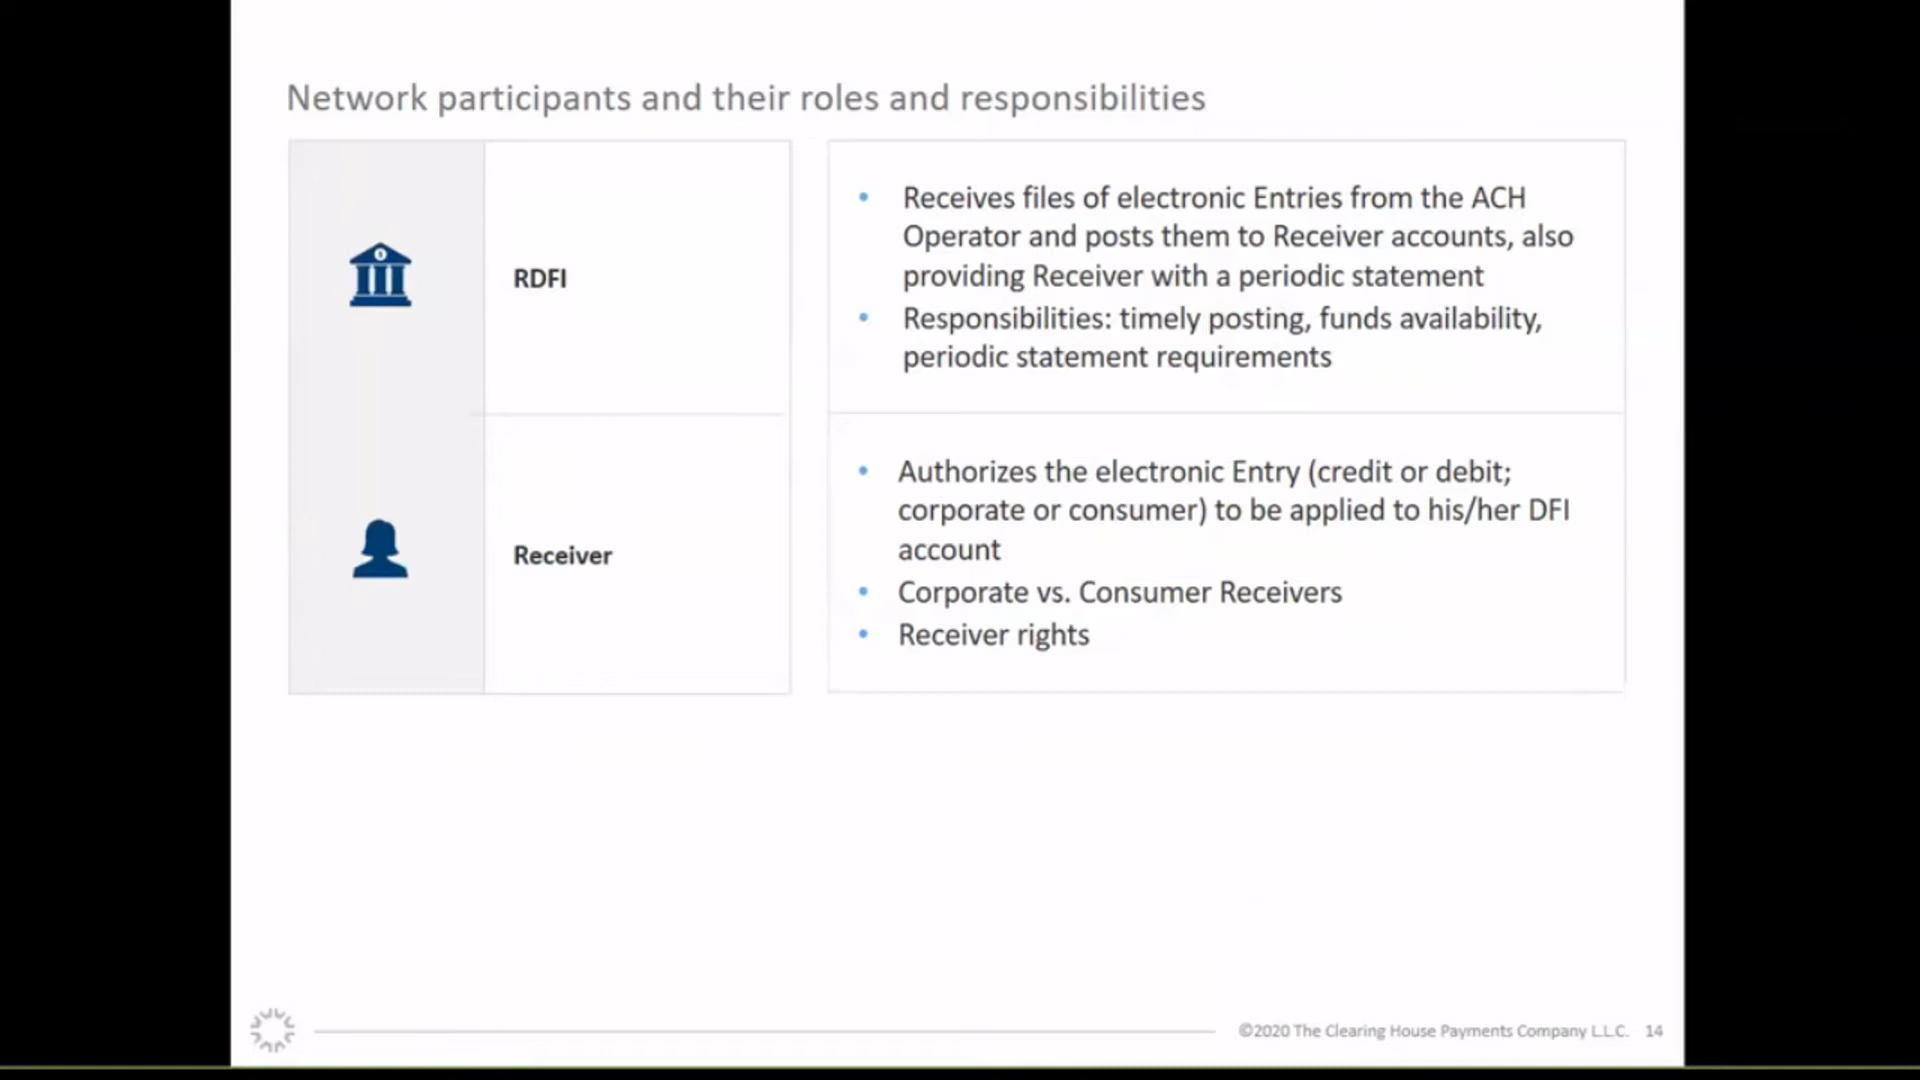 Network participants and their roles and responsibilities
RDFI
• Receives files of electronic Entries from the ACH
Operator and posts them to Receiver accounts, also
providing Receiver with a periodic statement
• Responsibilities: timely posting, funds availability,
periodic statement requirements
Receiver
• Authorizes the electronic Entry (credit or debit;
corporate or consumer) to be applied to his/her DFI
account
• Corporate vs. Consumer Receivers
• Receiver rights
©2020 The Clearing House Payments Company L.L.C. 14